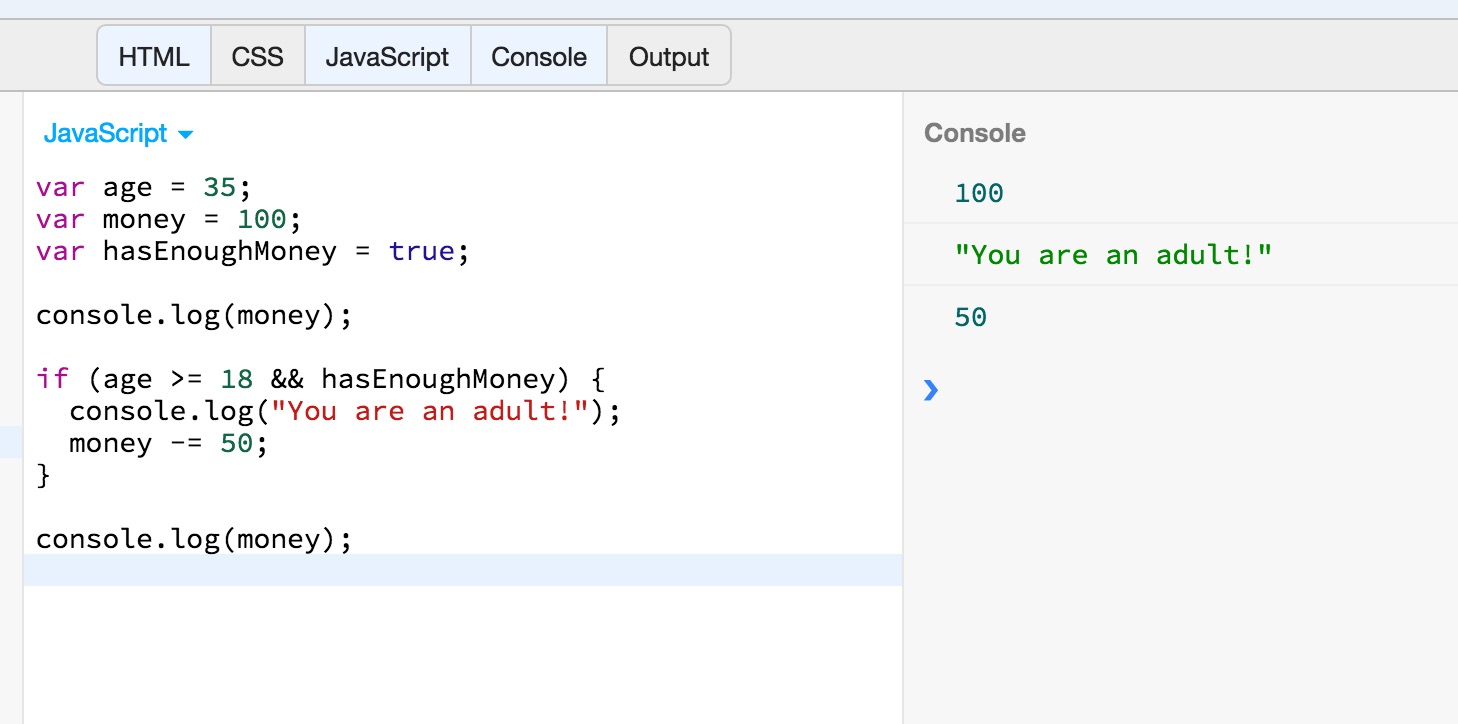 HTML CSS JavaScript Console Output
JavaScript
var age = 35;
var money = 100;
var hasEnoughMoney = true;
console.log(money);
if (age >= 18 && hasEnoughMoney) {
  console.log("You are an adult!");
  money -= 50;
}
console.log(money);
Console
100
"You are an adult!"
50